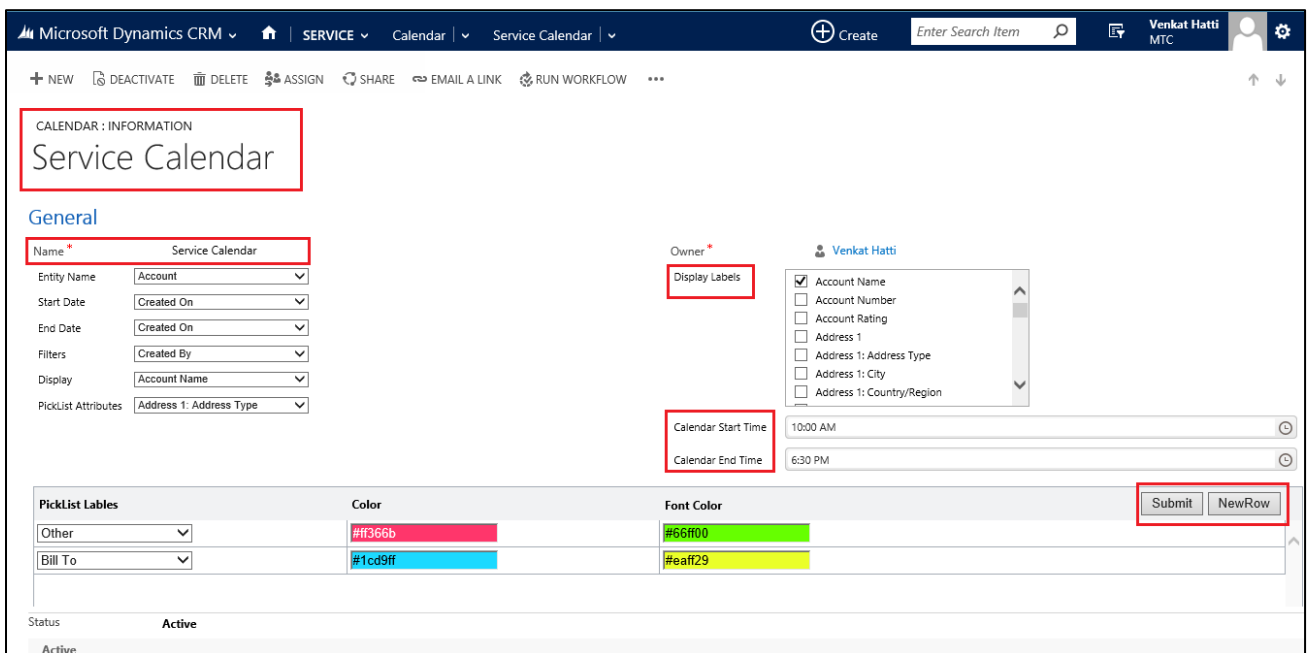 Microsoft Dynamics CRM SERVICE Calendar Service Calendar Create Enter Search Item Venkat Hatti
MTC
NEW DEACTIVATE DELETE ASSIGN SHARE EMAIL A LINK RUN WORKFLOW •••
CALENDAR : INFORMATION
Service Calendar
General
Name * Service Calendar
Owner * Venkat Hatti
Entity Name Account
Start Date Created On
End Date Created On
Filters Created By
Display Account Name
PickList Attributes Address 1: Address Type
Display Labels
Account Name
Account Number
Account Rating
Address 1
Address 1: Address Type
Address 1: City
Address 1: Country/Region
Calendar Start Time 10:00 AM
Calendar End Time 6:30 PM
PickList Lables Color Font Color Submit NewRow
Other #ff366b #66ff00
Bill To #1cd9ff #eaff29
Status Active
Active